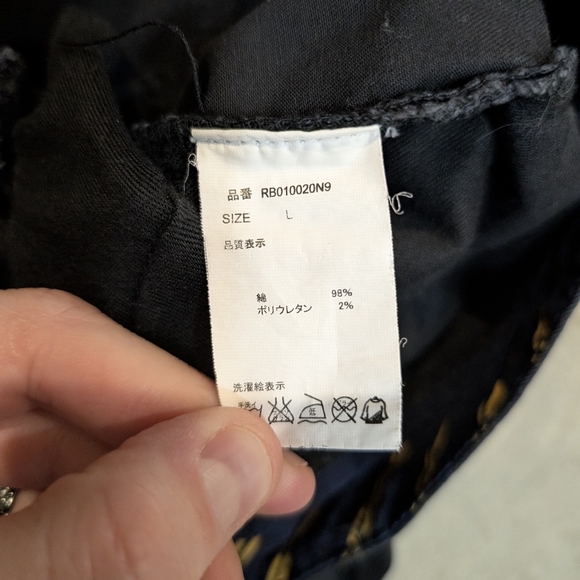 品番 RB010020N9
SIZE L
品質表示
綿 98%
ポリウレタン 2%
洗濯絵表示